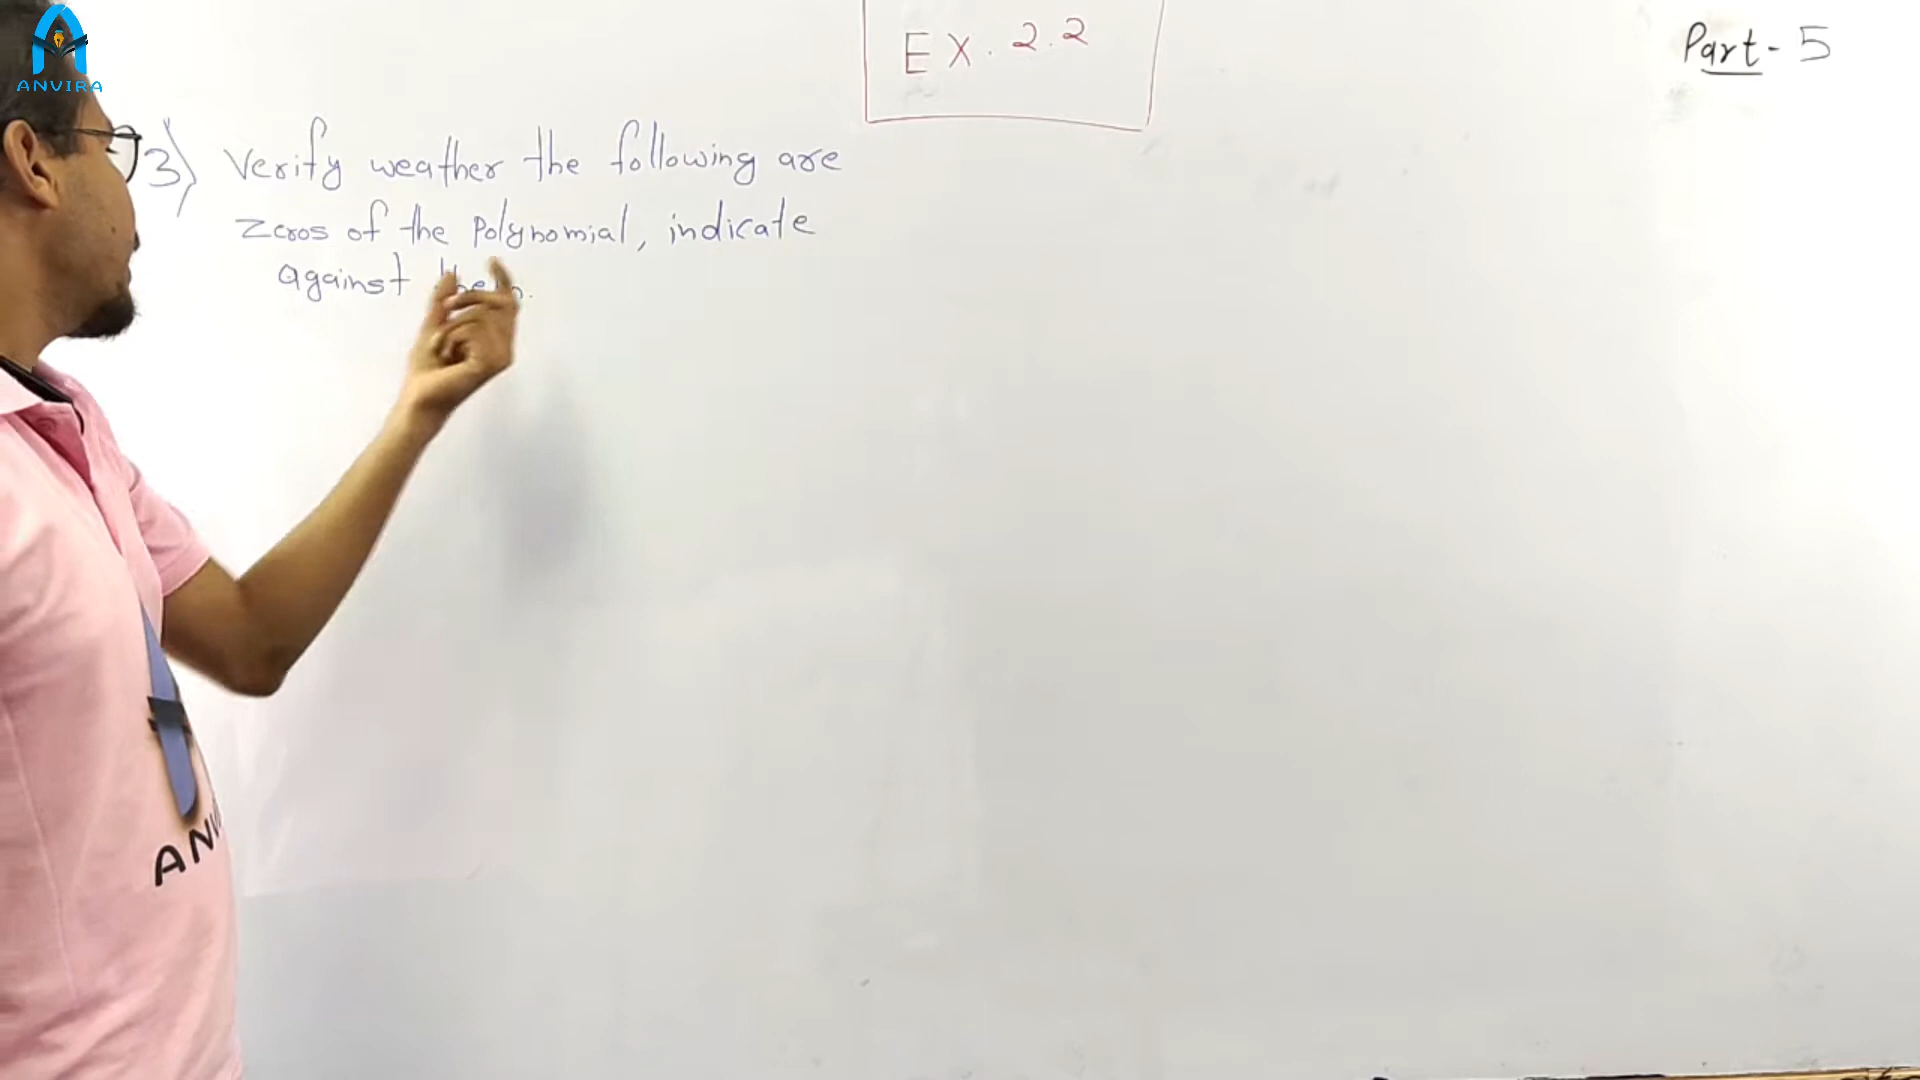 ANVIRA
EX. 2.2
Part - 5
3) Verify weather the following are
zeros of the polynomial, indicate
against